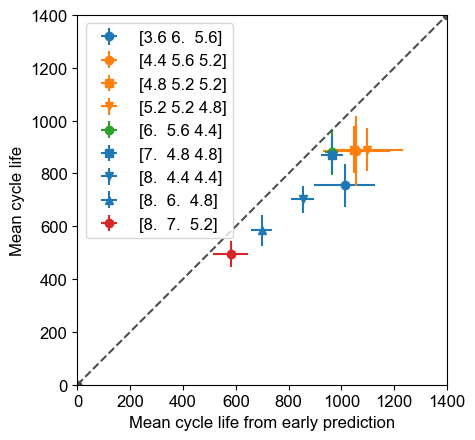 1400
1200
1000
800
600
400
200
0
Mean cycle life
[3.6 6.  5.6]
[4.4 5.6 5.2]
[4.8 5.2 5.2]
[5.2 5.2 4.8]
[6.  5.6 4.4]
[7.  4.8 4.8]
[8.  4.4 4.4]
[8.  6.  4.8]
[8.  7.  5.2]
0 200 400 600 800 1000 1200 1400
Mean cycle life from early prediction